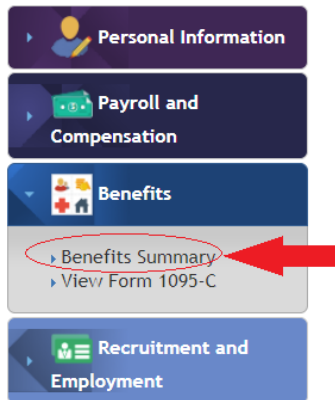 Personal Information
Payroll and
Compensation
Benefits
Benefits Summary
View Form 1095-C
Recruitment and
Employment